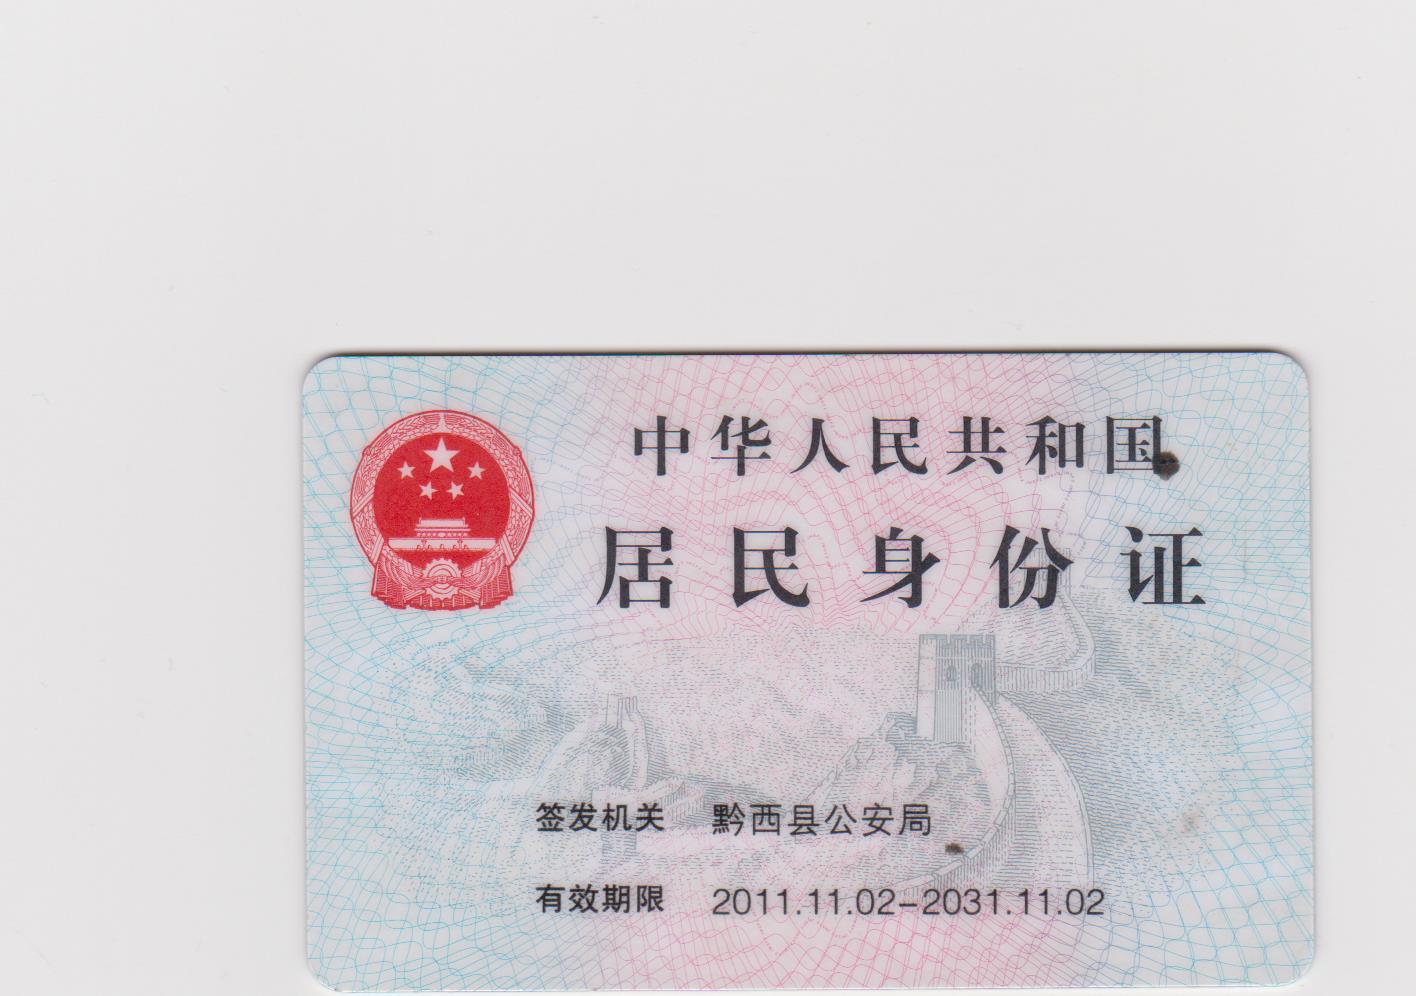 中华人民共和国
居民身份证
签发机关 黔西县公安局
有效期限 2011.11.02-2031.11.02